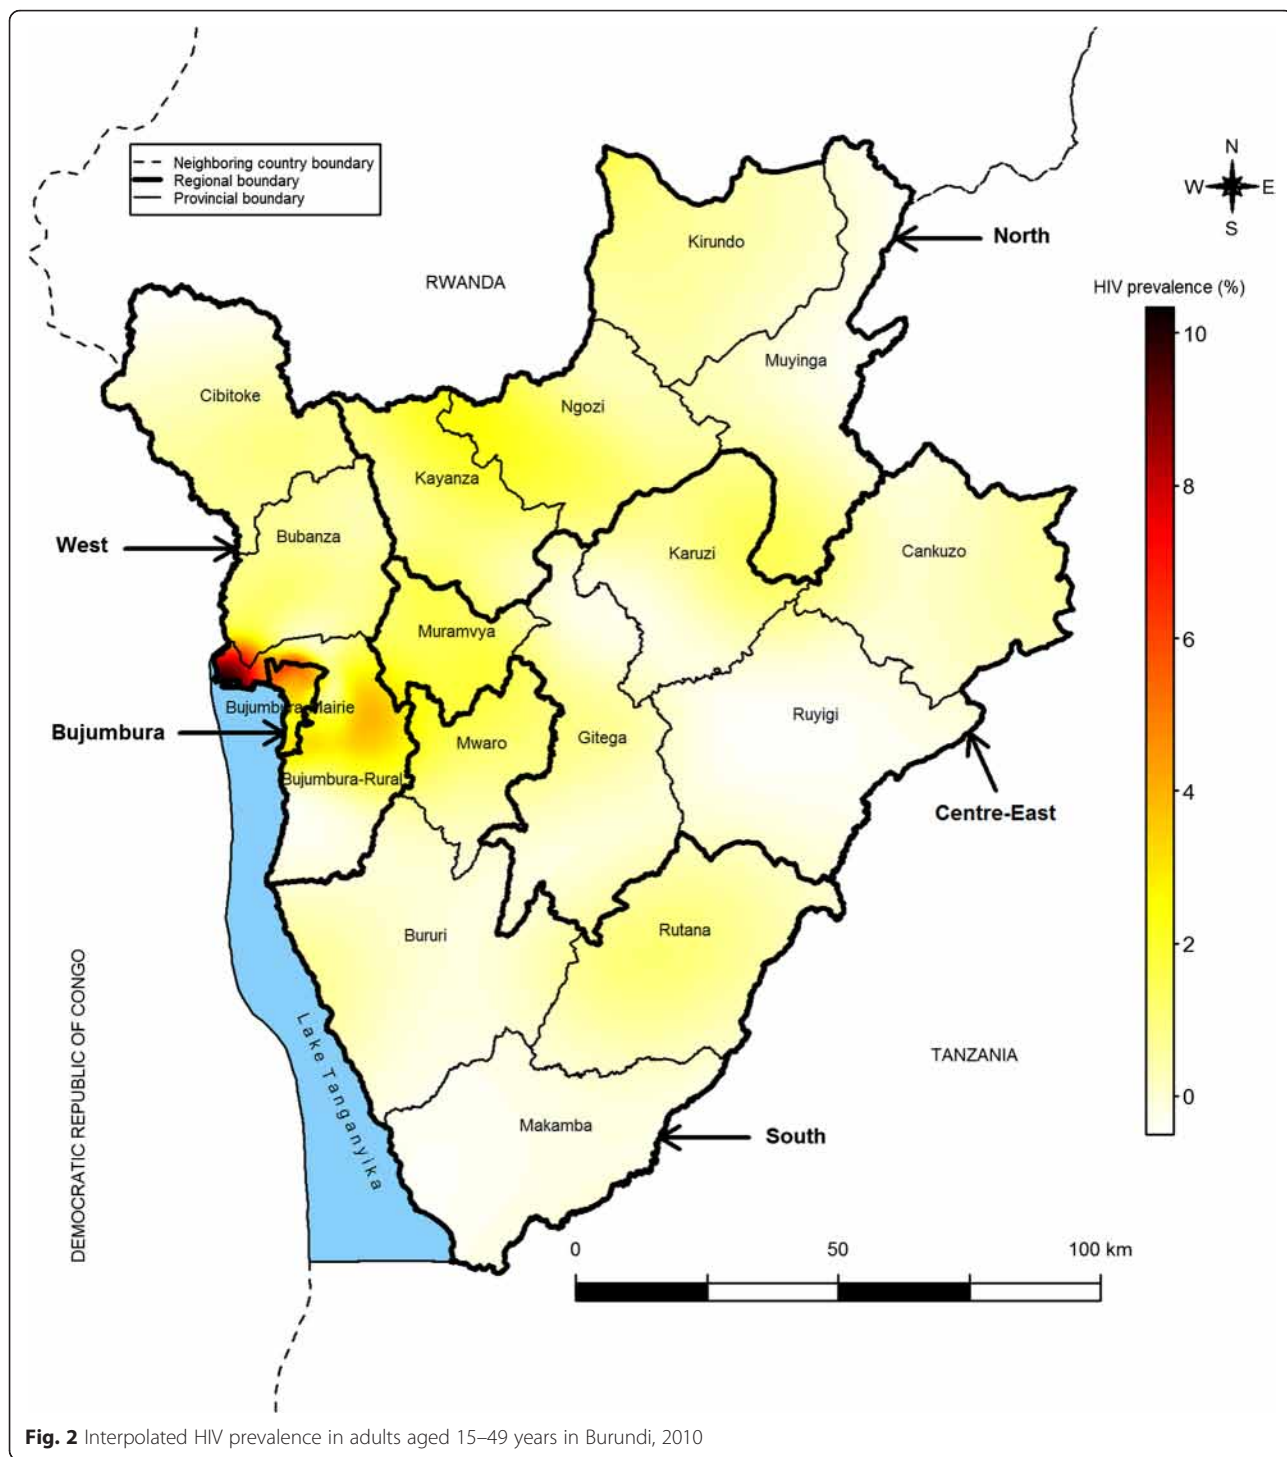 Neighboring country boundary
Regional boundary
Provincial boundary
N
W E
S
North
Kirundo
RWANDA
HIV prevalence (%)
10
8
6
4
2
0
Muyinga
Cibitoke
Ngozi
Kayanza
Bubanza
West
Karuzi
Cankuzo
Muramvya
Bujumbura-Mairie
Ruyigi
Bujumbura
Mwaro
Gitega
Bujumbura-Rural
Centre-East
Rutana
Bururi
DEMOCRATIC REPUBLIC OF CONGO
Lake Tanganyika
TANZANIA
Makamba
South
0 50 100 km
Fig. 2 Interpolated HIV prevalence in adults aged 15–49 years in Burundi, 2010